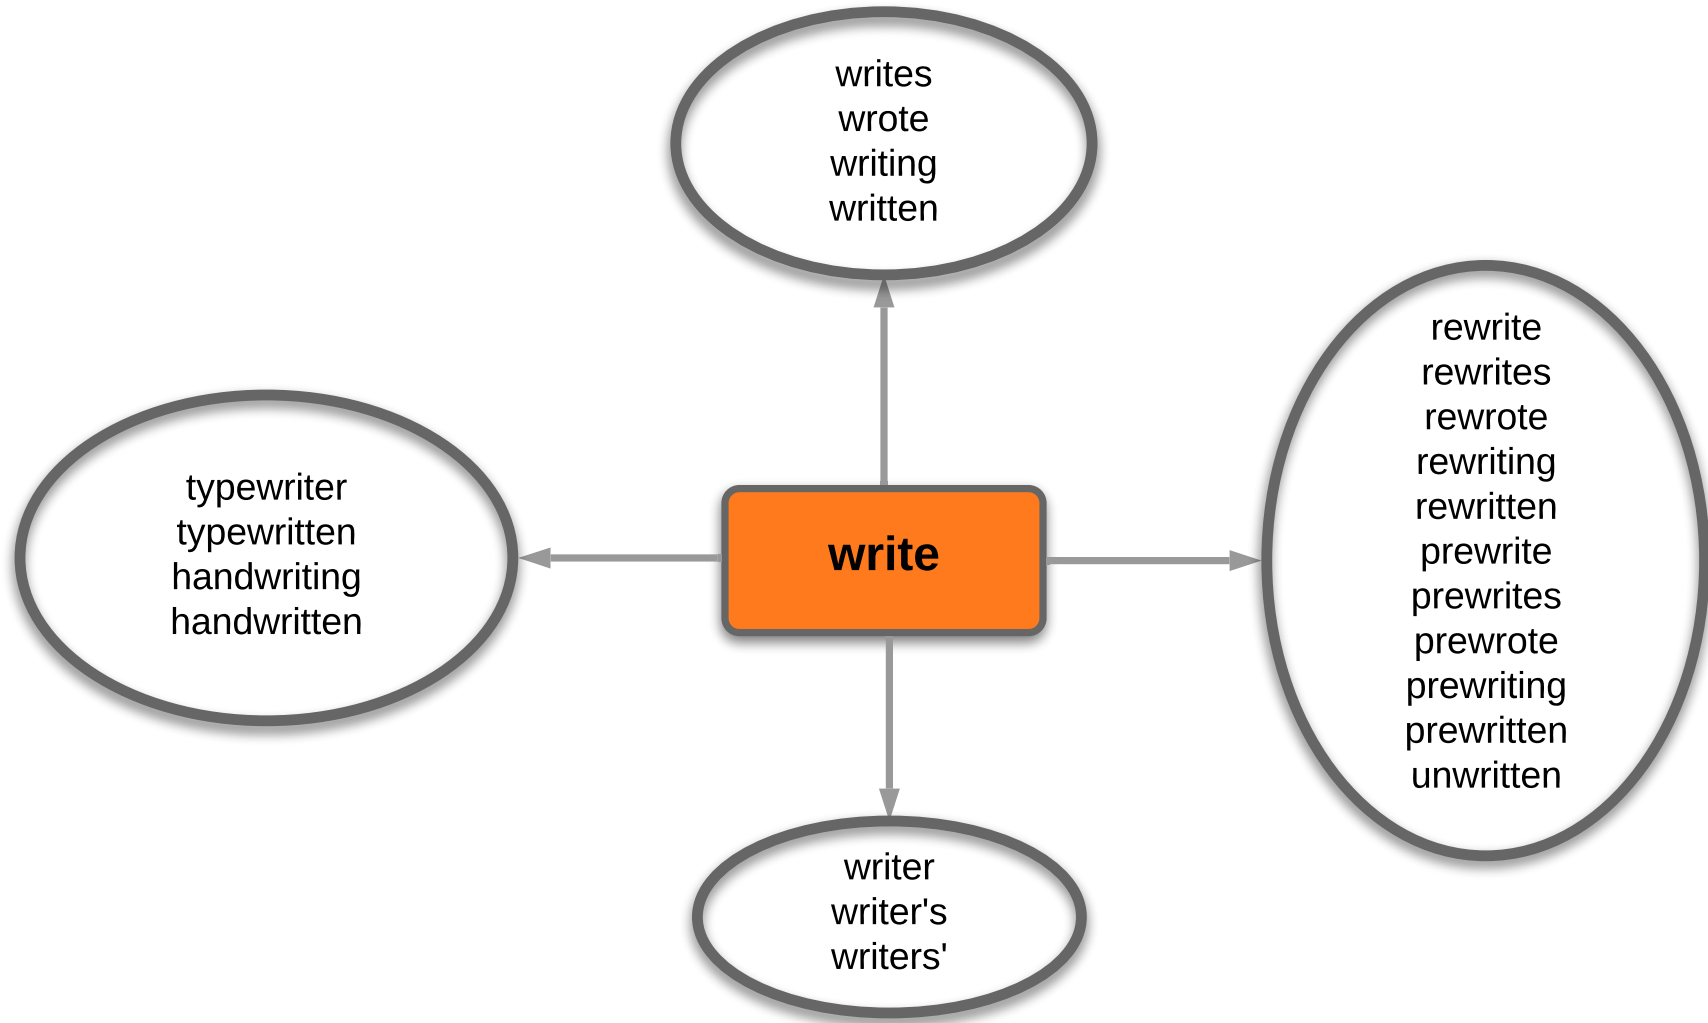 writes
wrote
writing
written
rewrite
rewrites
rewrote
rewriting
rewritten
prewrite
prewrites
prewrote
prewriting
prewritten
unwritten
typewriter
typewritten
handwriting
handwritten
write
writer
writer's
writers'